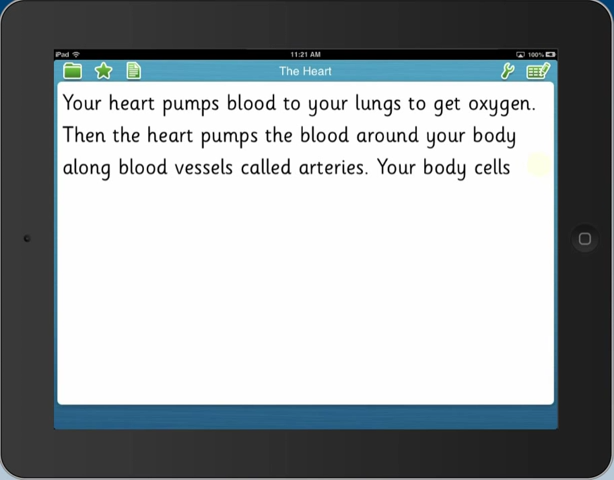 iPad
11:21 AM
100%
The Heart
Your heart pumps blood to your lungs to get oxygen.
Then the heart pumps the blood around your body
along blood vessels called arteries. Your body cells